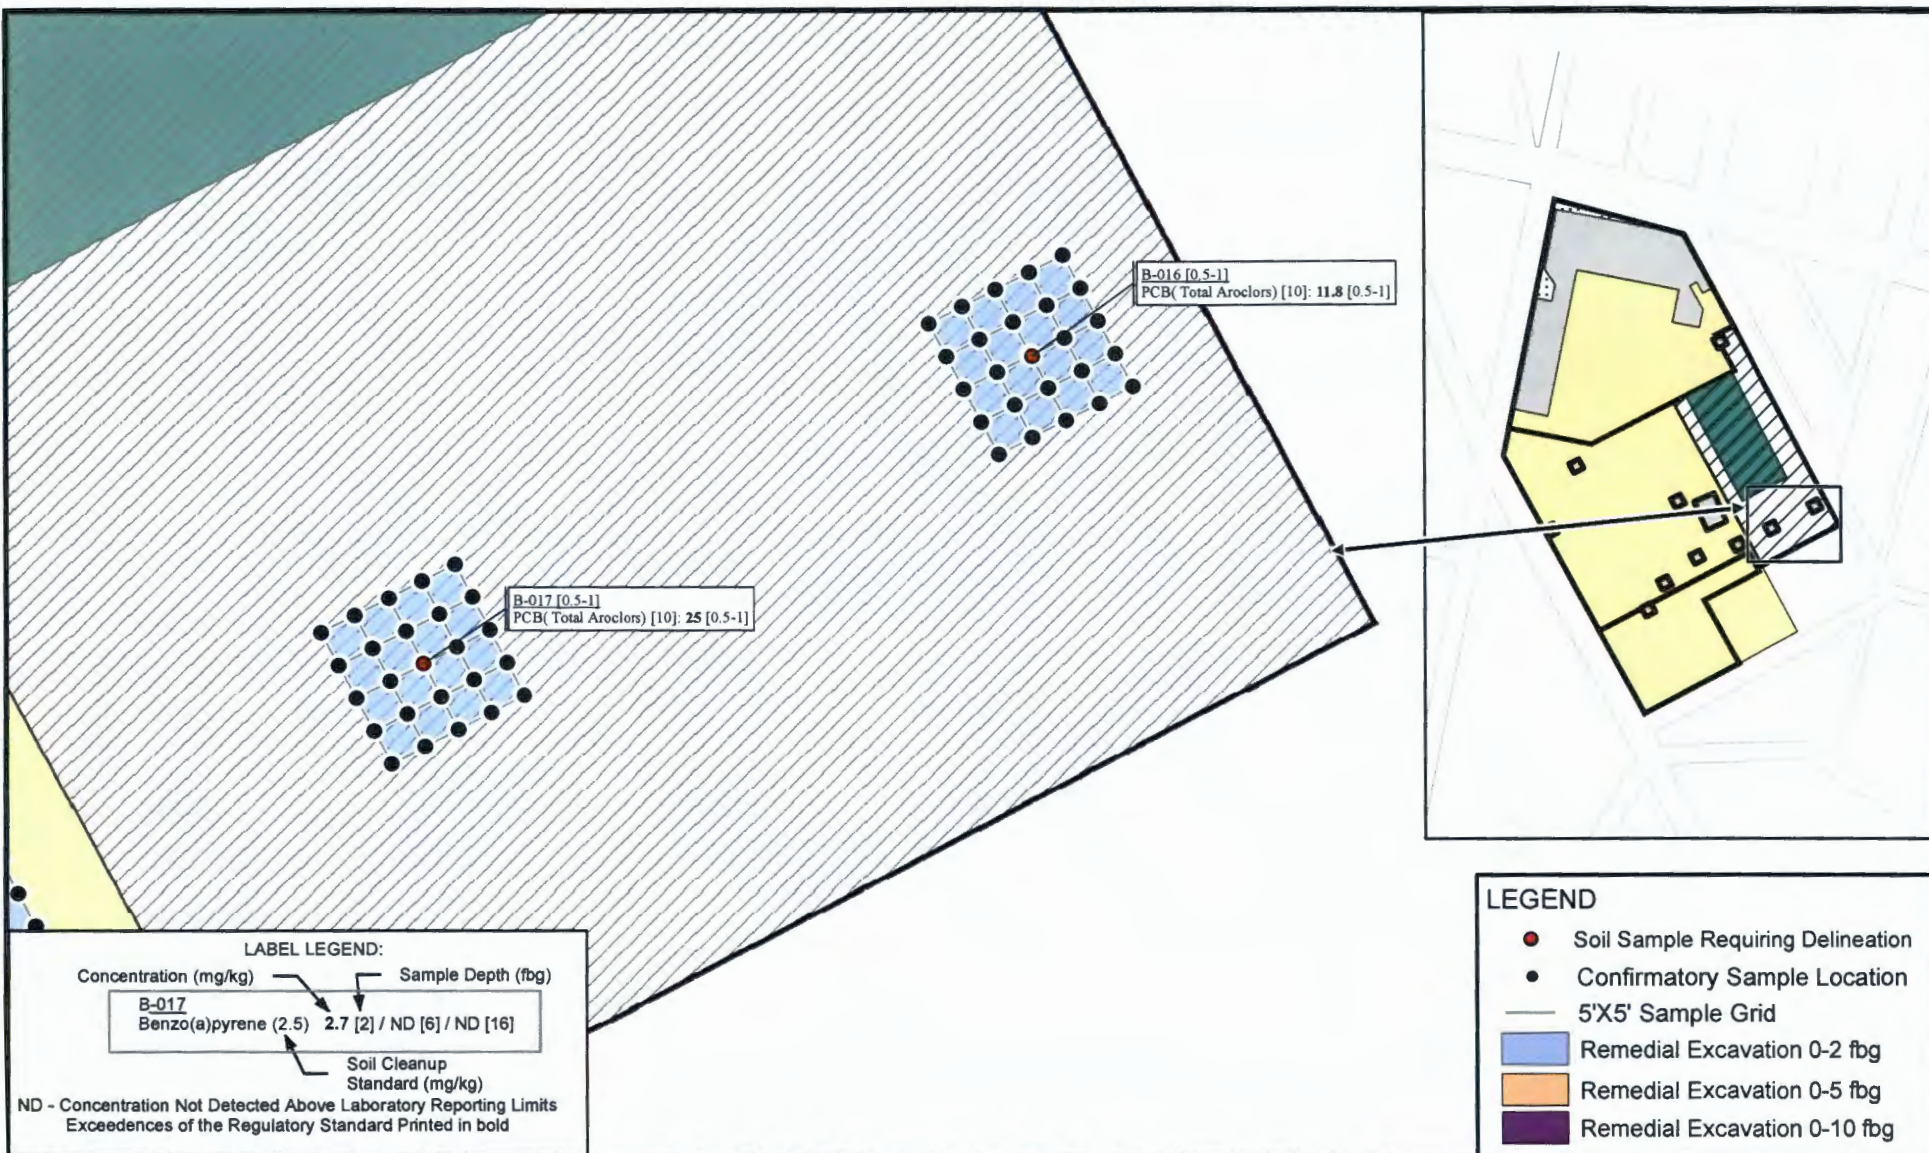 B-016 [0.5-1]
PCB( Total Aroclors) [10]: 11.8 [0.5-1]
B-017 [0.5-1]
PCB( Total Aroclors) [10]: 25 [0.5-1]
LABEL LEGEND:
Concentration (mg/kg)
Sample Depth (fbg)
B-017
Benzo(a)pyrene (2.5) 2.7 [2] / ND [6] / ND [16]
Soil Cleanup
Standard (mg/kg)
ND - Concentration Not Detected Above Laboratory Reporting Limits
Exceedences of the Regulatory Standard Printed in bold
LEGEND
Soil Sample Requiring Delineation
Confirmatory Sample Location
5'X5' Sample Grid
Remedial Excavation 0-2 fbg
Remedial Excavation 0-5 fbg
Remedial Excavation 0-10 fbg